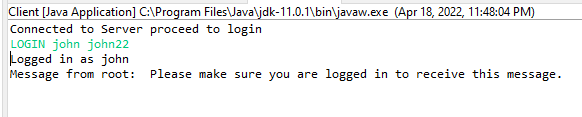 Client [Java Application] C:\Program Files\Java\jdk-11.0.1\bin\javaw.exe (Apr 18, 2022, 11:48:04 PM)
Connected to Server proceed to login
LOGIN john john22
Logged in as john
Message from root:  Please make sure you are logged in to receive this message.